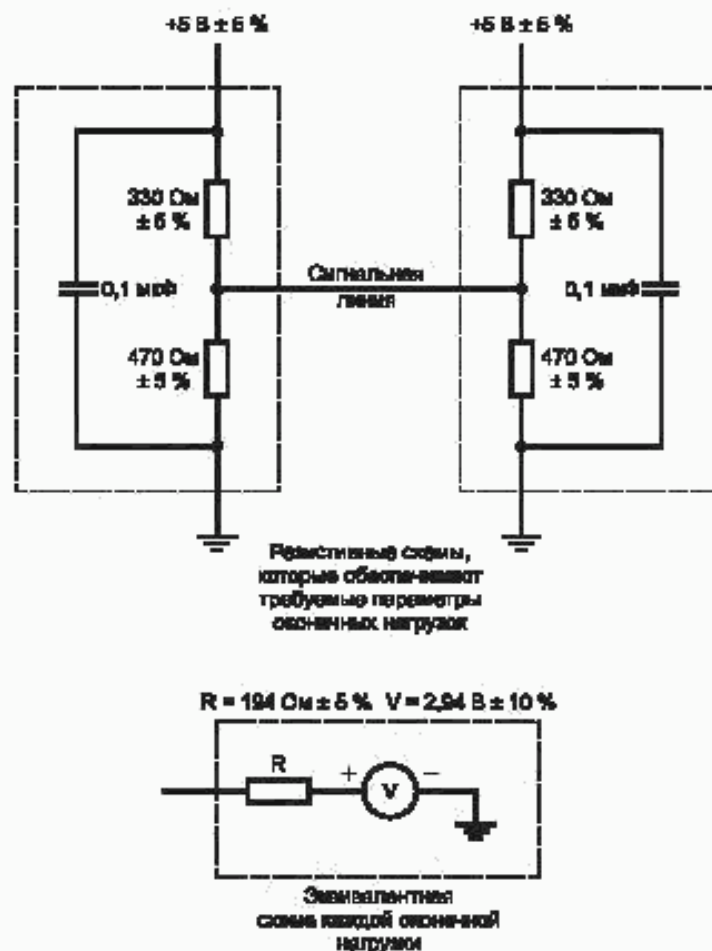 +5 В ± 5 %
+5 В ± 5 %
330 Ом
± 5 %
330 Ом
± 5 %
0,1 мкФ
Сигнальная
линия
0,1 мкФ
470 Ом
± 5 %
470 Ом
± 5 %
Резистивные схемы,
которые обеспечивают
требуемые параметры
оконечных нагрузок
R = 194 Ом ± 5 % V = 2,94 В ± 10 %
R
+
−
V
Эквивалентная
схема каждой оконечной
нагрузки